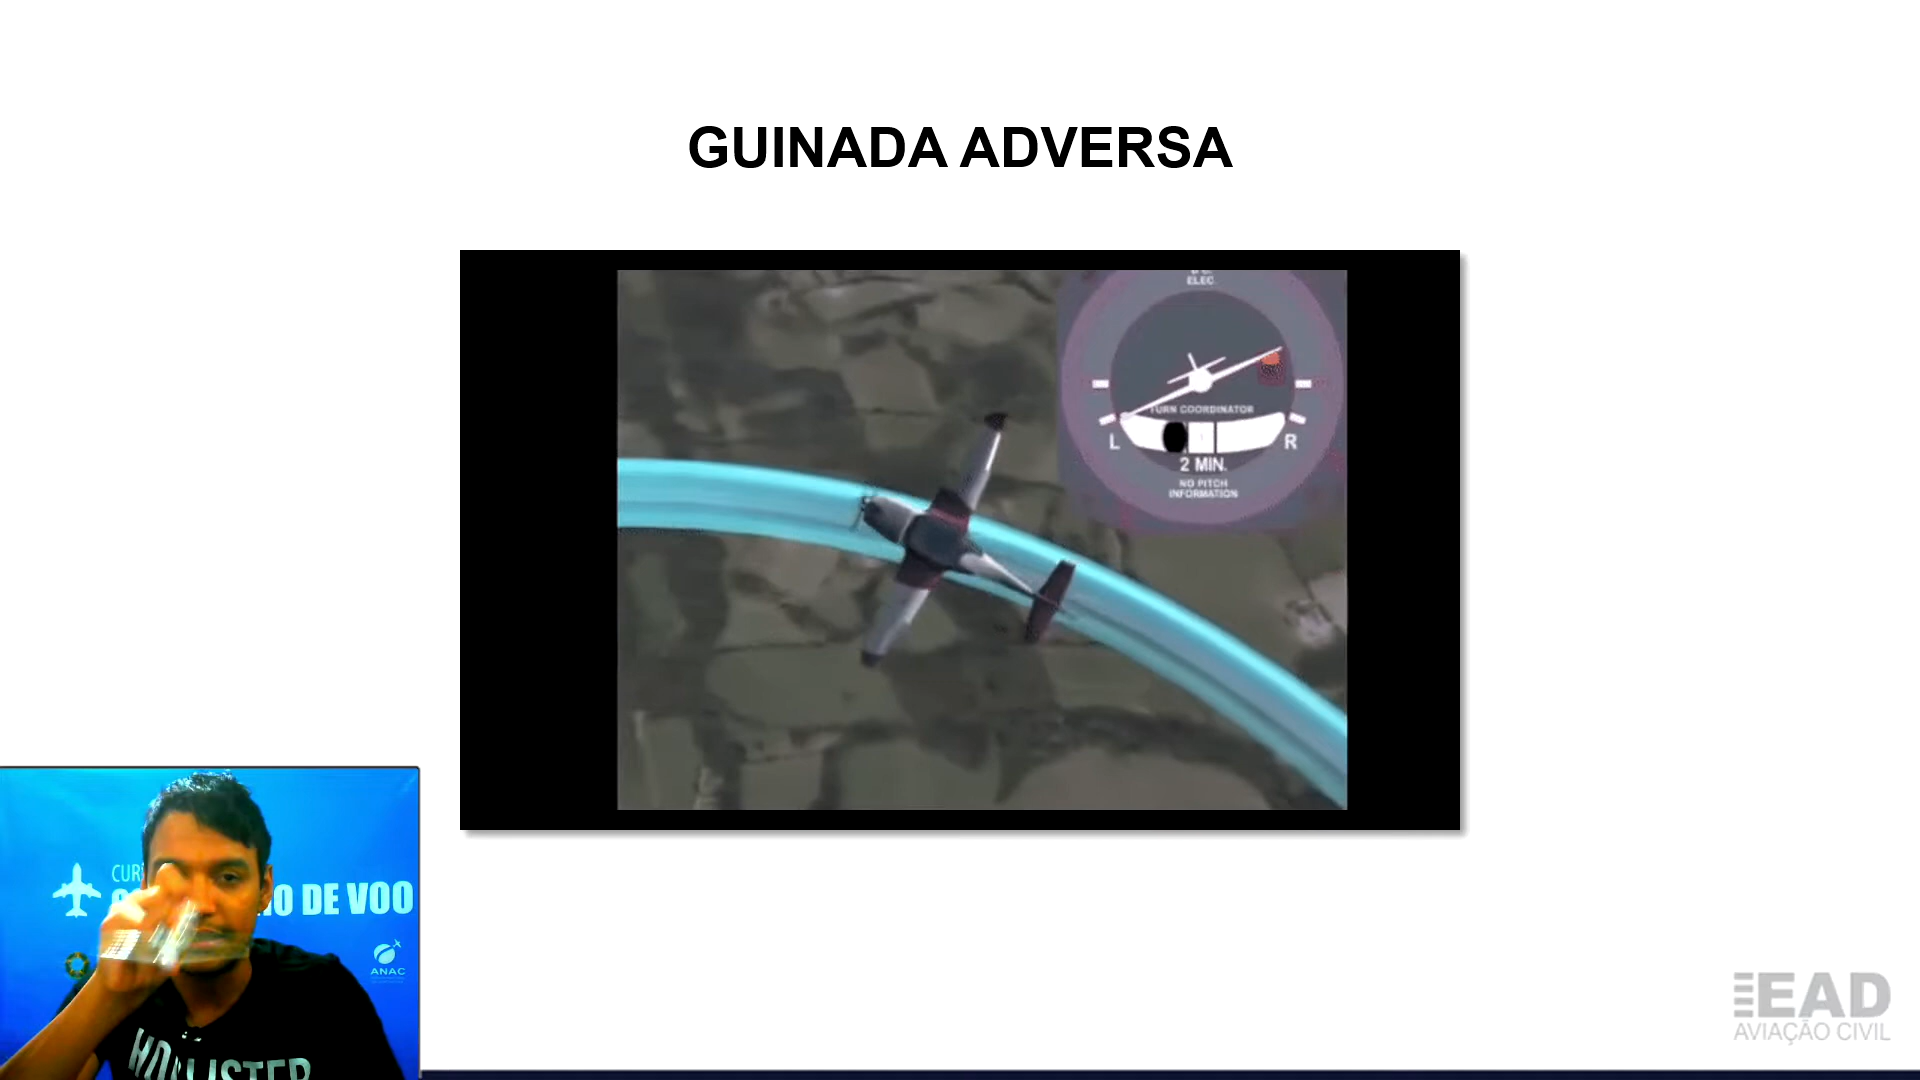 GUINADA ADVERSA
ELEC.
TURN COORDINATOR
L
R
2 MIN.
NO PITCH
INFORMATION
DE VOO
ANAC
EAD
AVIAÇÃO CIVIL